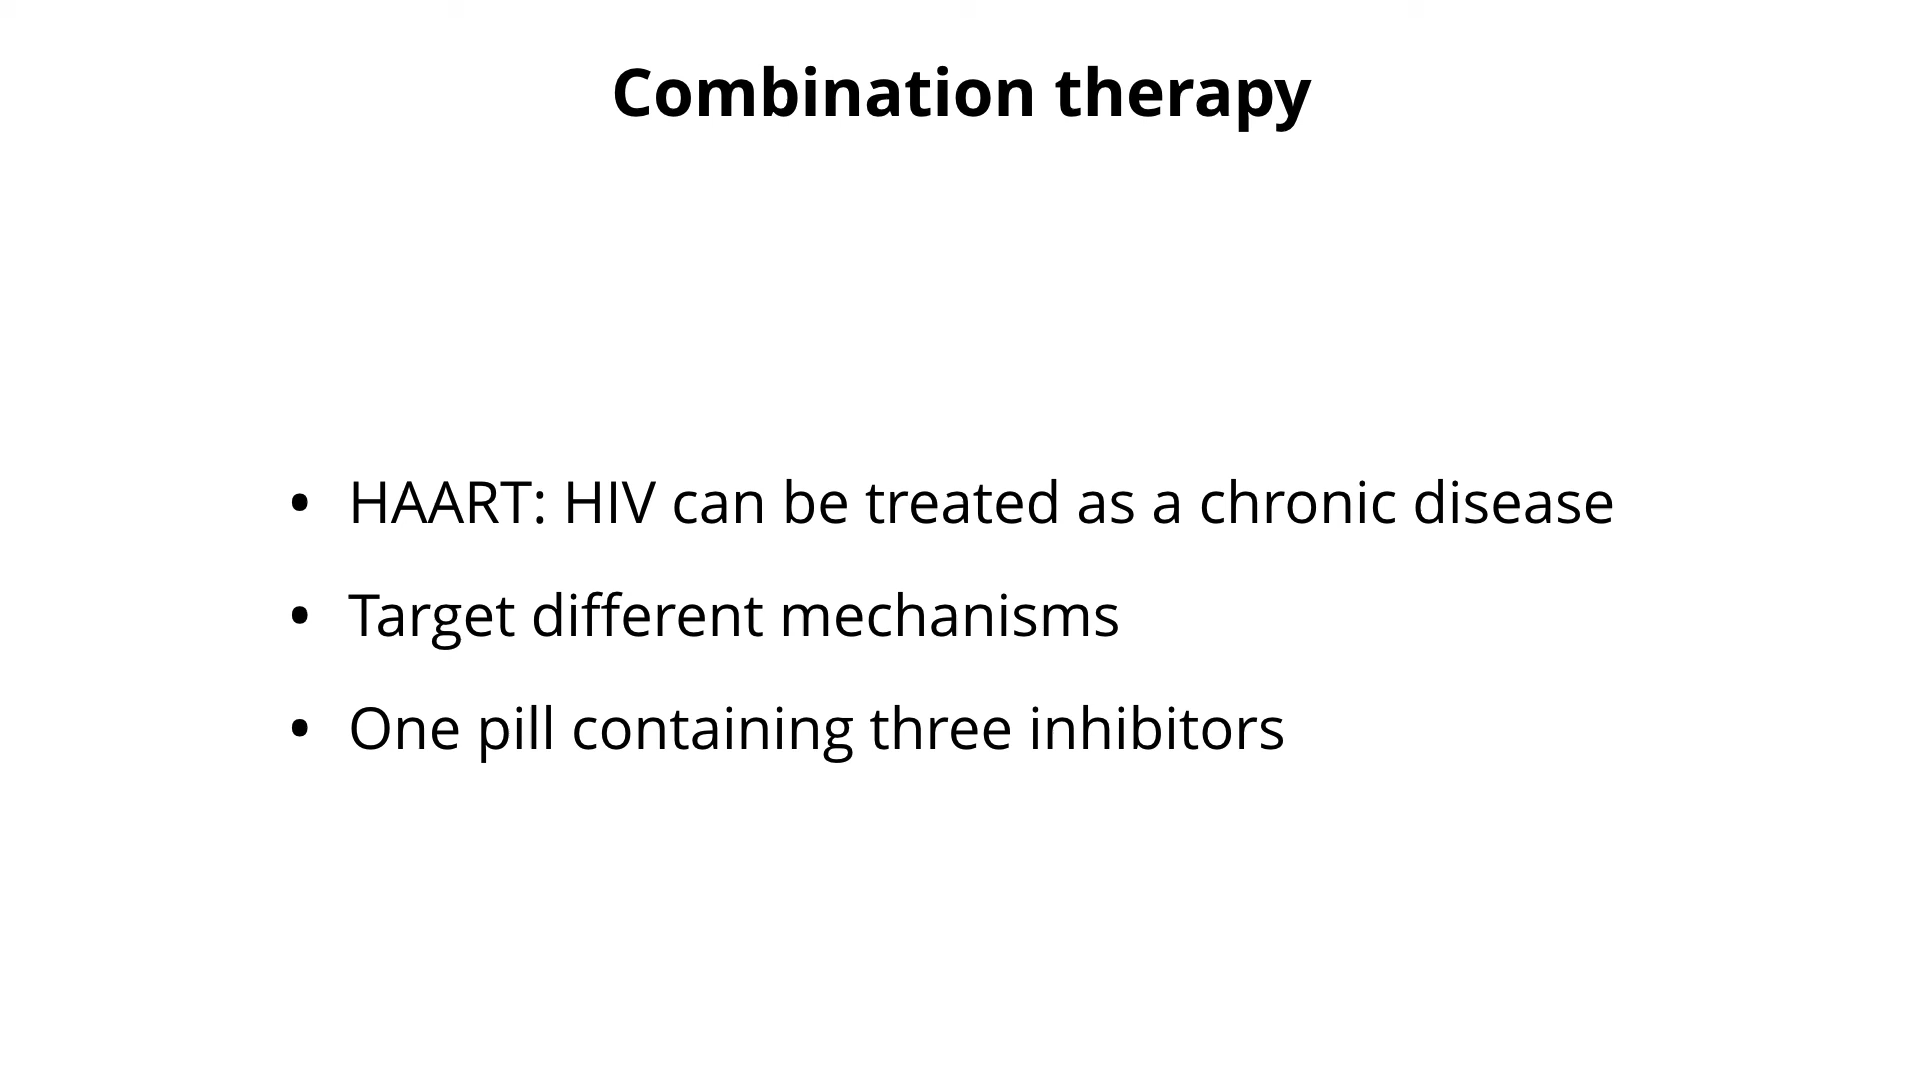 Combination therapy
• HAART: HIV can be treated as a chronic disease
• Target different mechanisms
• One pill containing three inhibitors